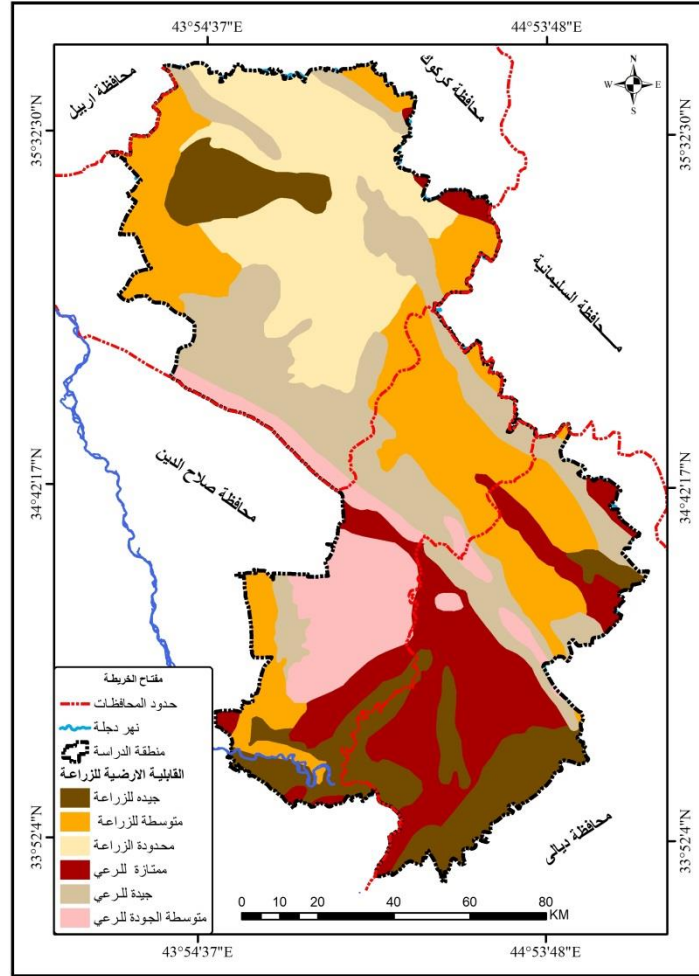 43°54'37"E
44°53'48"E
محافظة اربيل
محافظة كركوك
N
W
E
S
35°32'30"N
35°32'30"N
محافظة السليمانية
محافظة صلاح الدين
34°42'17"N
34°42'17"N
مفتاح الخريطة
حدود المحافظات
نهر دجلة
منطقة الدراسة
القابلية الارضية للزراعة
جيده للزراعة
متوسطة للزراعة
محدودة الزراعة
ممتازة للرعي
جيدة للرعي
متوسطة الجودة للرعي
محافظة ديالى
33°52'4"N
33°52'4"N
0 10 20 40 60 80
KM
43°54'37"E
44°53'48"E